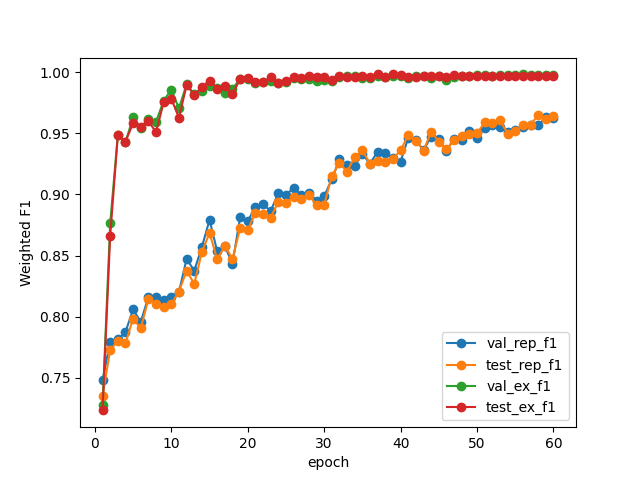 1.00
0.95
0.90
0.85
0.80
0.75
Weighted F1
0 10 20 30 40 50 60
epoch
val_rep_f1
test_rep_f1
val_ex_f1
test_ex_f1